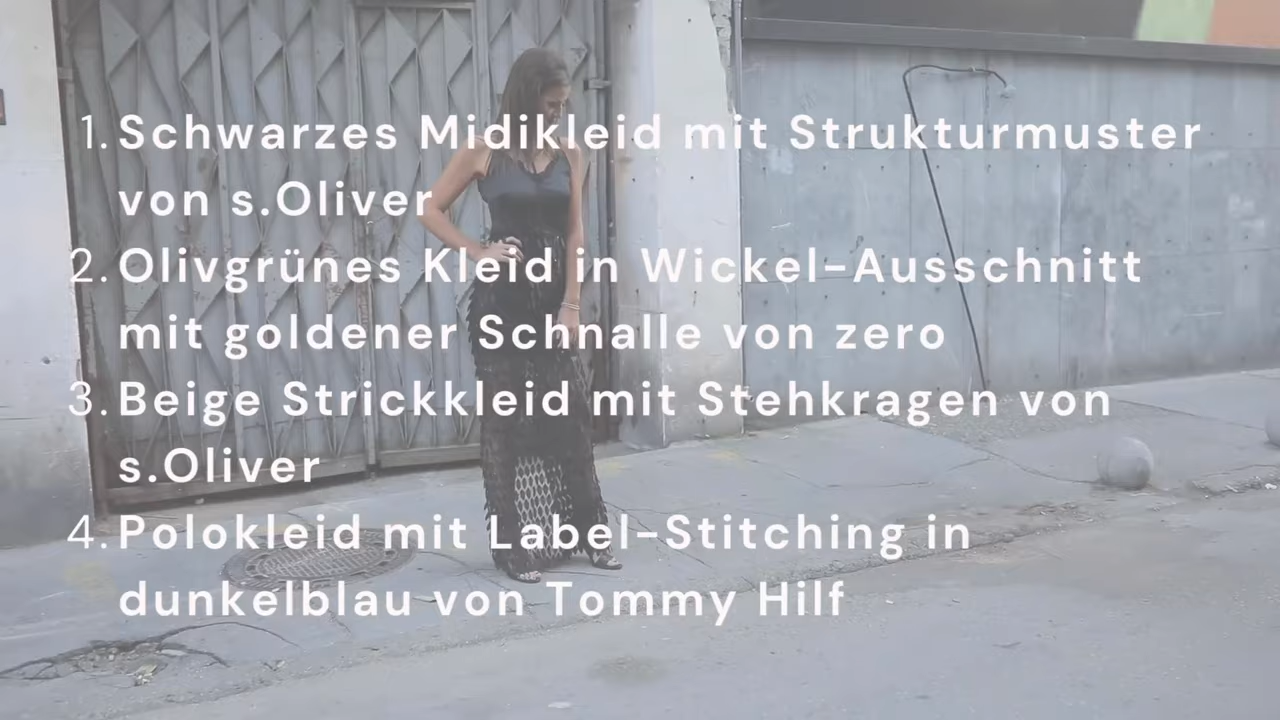 1. Schwarzes Midikleid mit Strukturmuster
von s.Oliver
2. Olivgrünes Kleid in Wickel-Ausschnitt
mit goldener Schnalle von zero
3. Beige Strickkleid mit Stehkragen von
s.Oliver
4. Polokleid mit Label-Stitching in
dunkelblau von Tommy Hilf